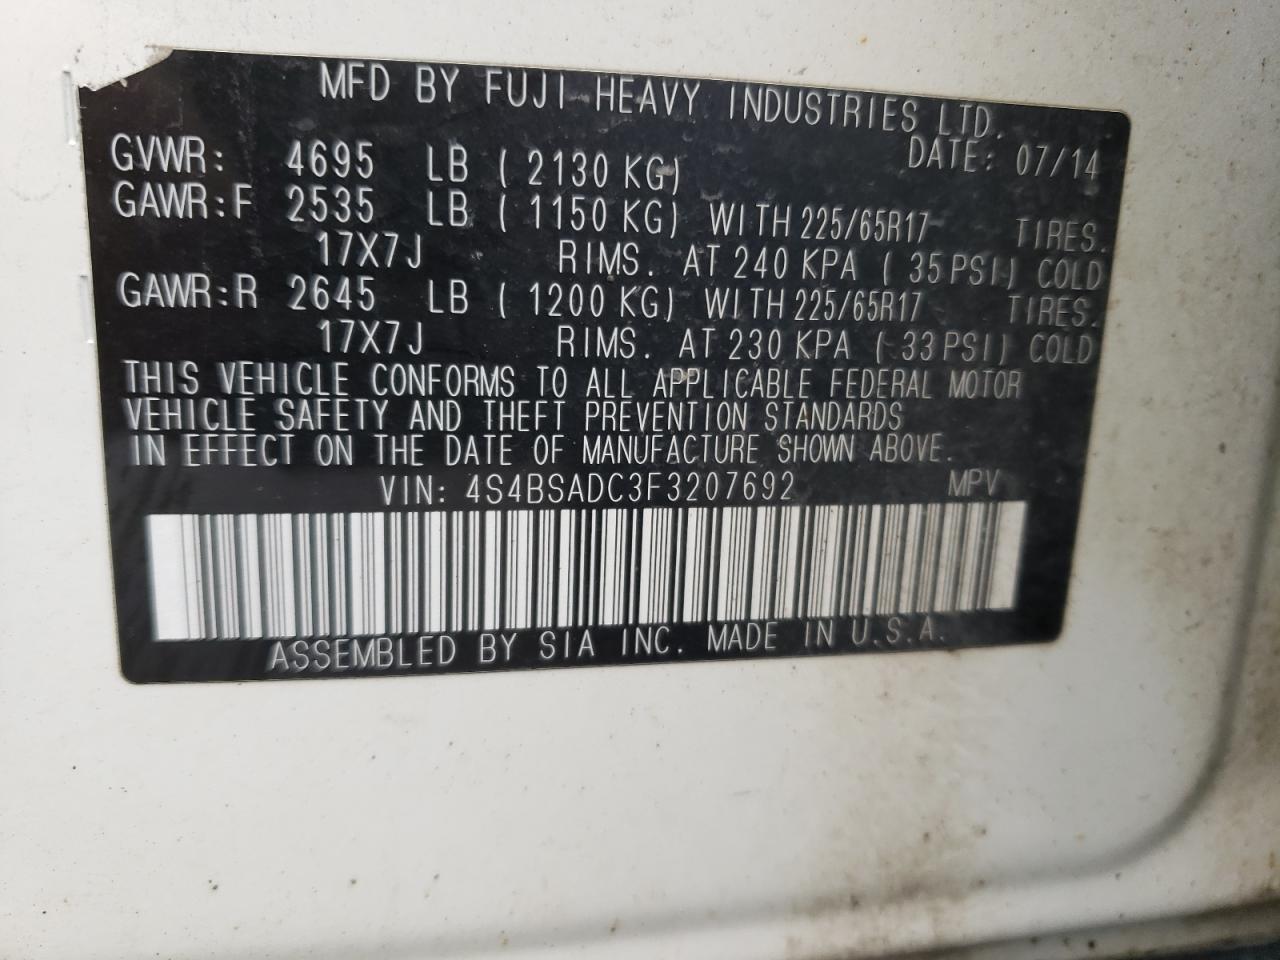 MFD BY FUJI HEAVY INDUSTRIES LTD.
DATE: 07/14
GVWR: 4695 LB ( 2130 KG)
GAWR:F 2535 LB ( 1150 KG) WITH 225/65R17 TIRES.
17X7J RIMS. AT 240 KPA ( 35 PSI) COLD
GAWR:R 2645 LB ( 1200 KG) WITH 225/65R17 TIRES.
17X7J RIMS. AT 230 KPA ( 33 PSI) COLD
THIS VEHICLE CONFORMS TO ALL APPLICABLE FEDERAL MOTOR
VEHICLE SAFETY AND THEFT PREVENTION STANDARDS
IN EFFECT ON THE DATE OF MANUFACTURE SHOWN ABOVE.
VIN: 4S4BSADC3F3207692 MPV
ASSEMBLED BY SIA INC. MADE IN U.S.A.